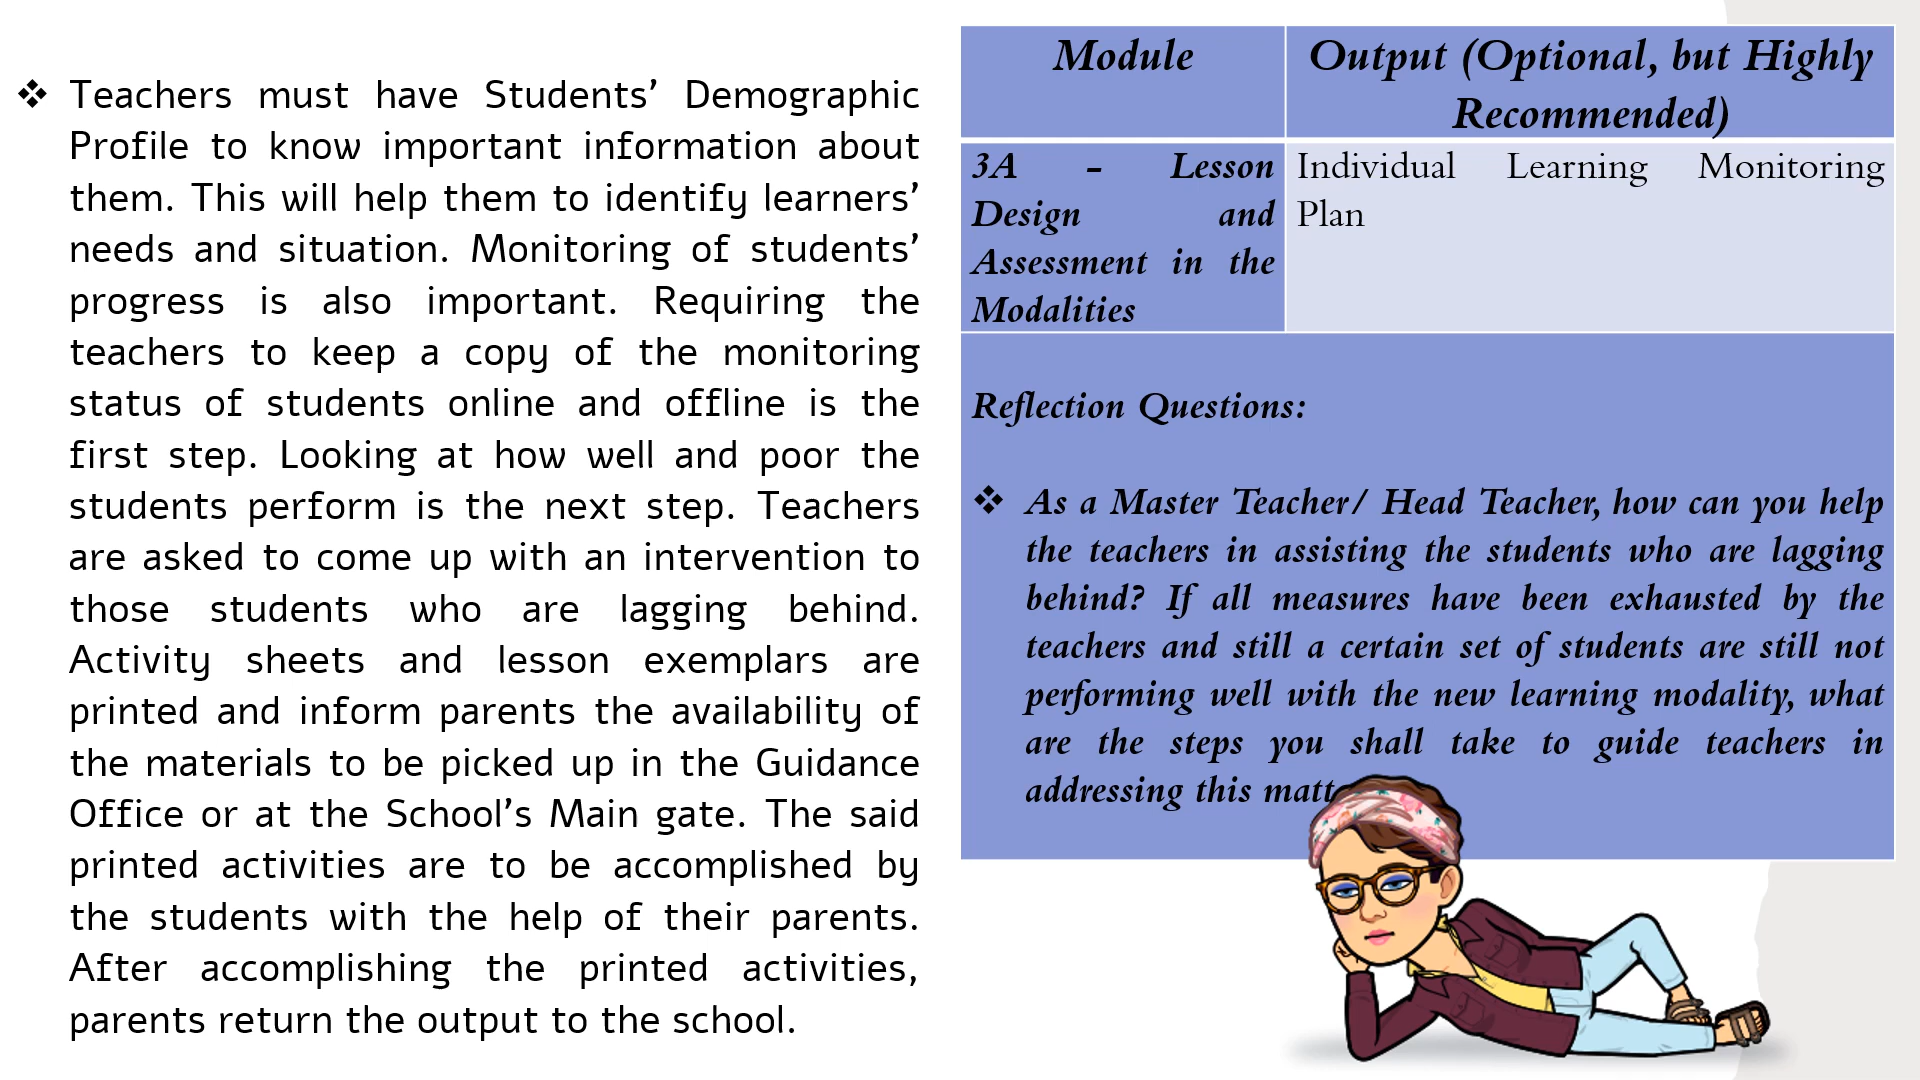 ❖ Teachers must have Students’ Demographic
Profile to know important information about
them. This will help them to identify learners’
needs and situation. Monitoring of students’
progress is also important. Requiring the
teachers to keep a copy of the monitoring
status of students online and offline is the
first step. Looking at how well and poor the
students perform is the next step. Teachers
are asked to come up with an intervention to
those students who are lagging behind.
Activity sheets and lesson exemplars are
printed and inform parents the availability of
the materials to be picked up in the Guidance
Office or at the School’s Main gate. The said
printed activities are to be accomplished by
the students with the help of their parents.
After accomplishing the printed activities,
parents return the output to the school.
Module
Output (Optional, but Highly
Recommended)
3A - Lesson
Design and
Assessment in the
Modalities
Individual Learning Monitoring
Plan
Reflection Questions:
❖ As a Master Teacher/ Head Teacher, how can you help
the teachers in assisting the students who are lagging
behind? If all measures have been exhausted by the
teachers and still a certain set of students are still not
performing well with the new learning modality, what
are the steps you shall take to guide teachers in
addressing this